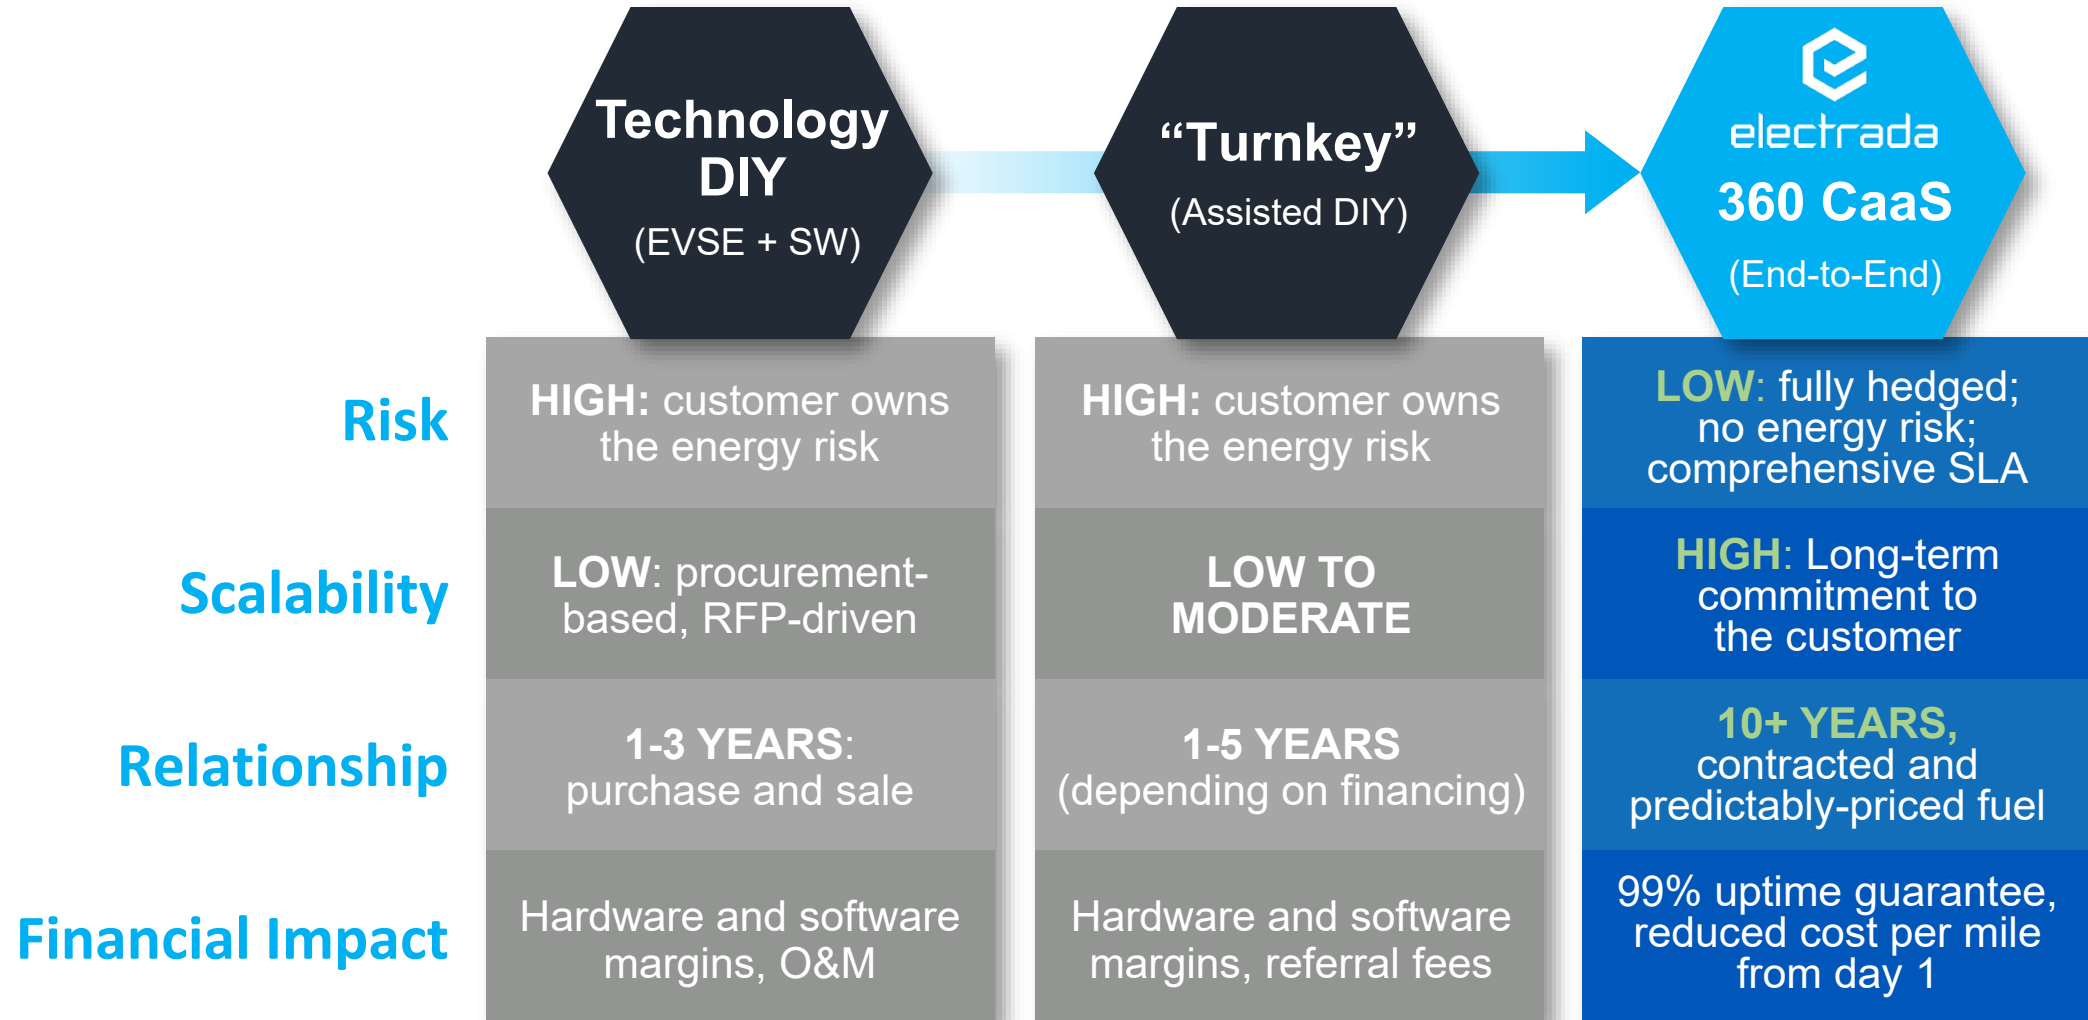 Technology
DIY
(EVSE + SW)
“Turnkey”
(Assisted DIY)
electrada
360 CaaS
(End-to-End)
Risk
HIGH: customer owns
the energy risk
HIGH: customer owns
the energy risk
LOW: fully hedged;
no energy risk;
comprehensive SLA
Scalability
LOW: procurement-
based, RFP-driven
LOW TO
MODERATE
HIGH: Long-term
commitment to
the customer
Relationship
1-3 YEARS:
purchase and sale
1-5 YEARS
(depending on financing)
10+ YEARS,
contracted and
predictably-priced fuel
Financial Impact
Hardware and software
margins, O&M
Hardware and software
margins, referral fees
99% uptime guarantee,
reduced cost per mile
from day 1